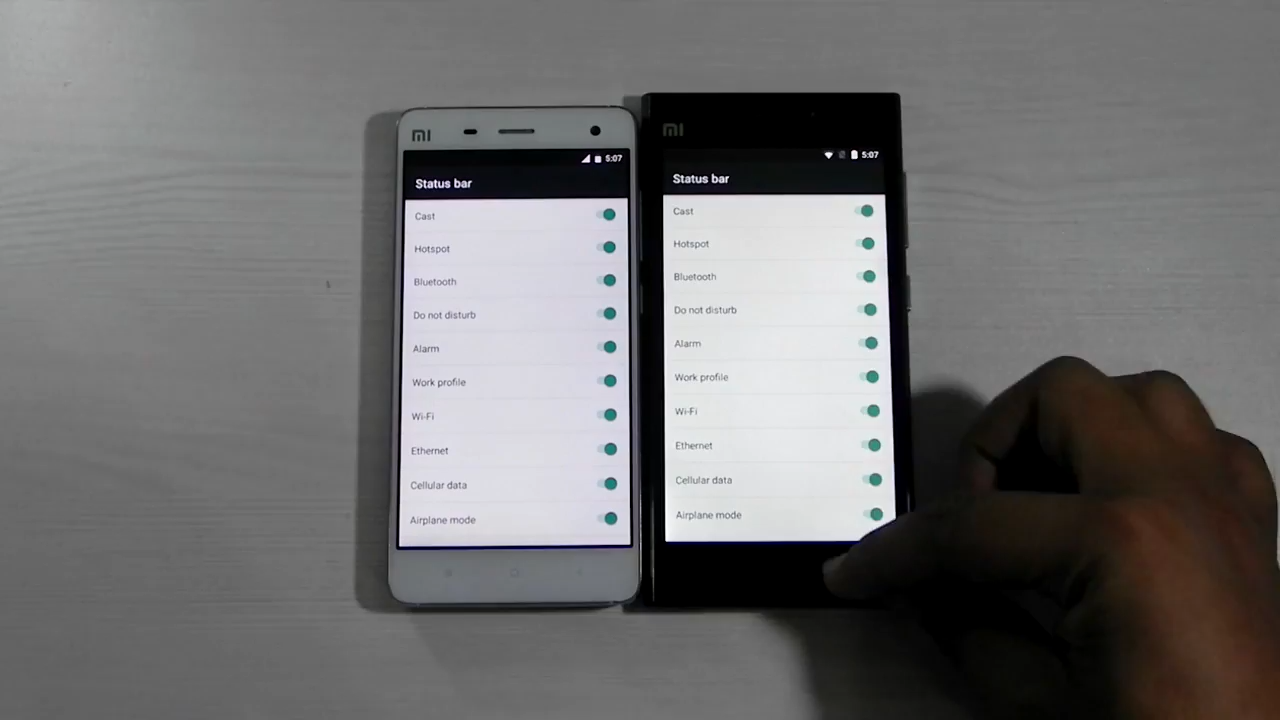 mi
5:07
Status bar
Cast
Hotspot
Bluetooth
Do not disturb
Alarm
Work profile
Wi-Fi
Ethernet
Cellular data
Airplane mode
mi
5:07
Status bar
Cast
Hotspot
Bluetooth
Do not disturb
Alarm
Work profile
Wi-Fi
Ethernet
Cellular data
Airplane mode